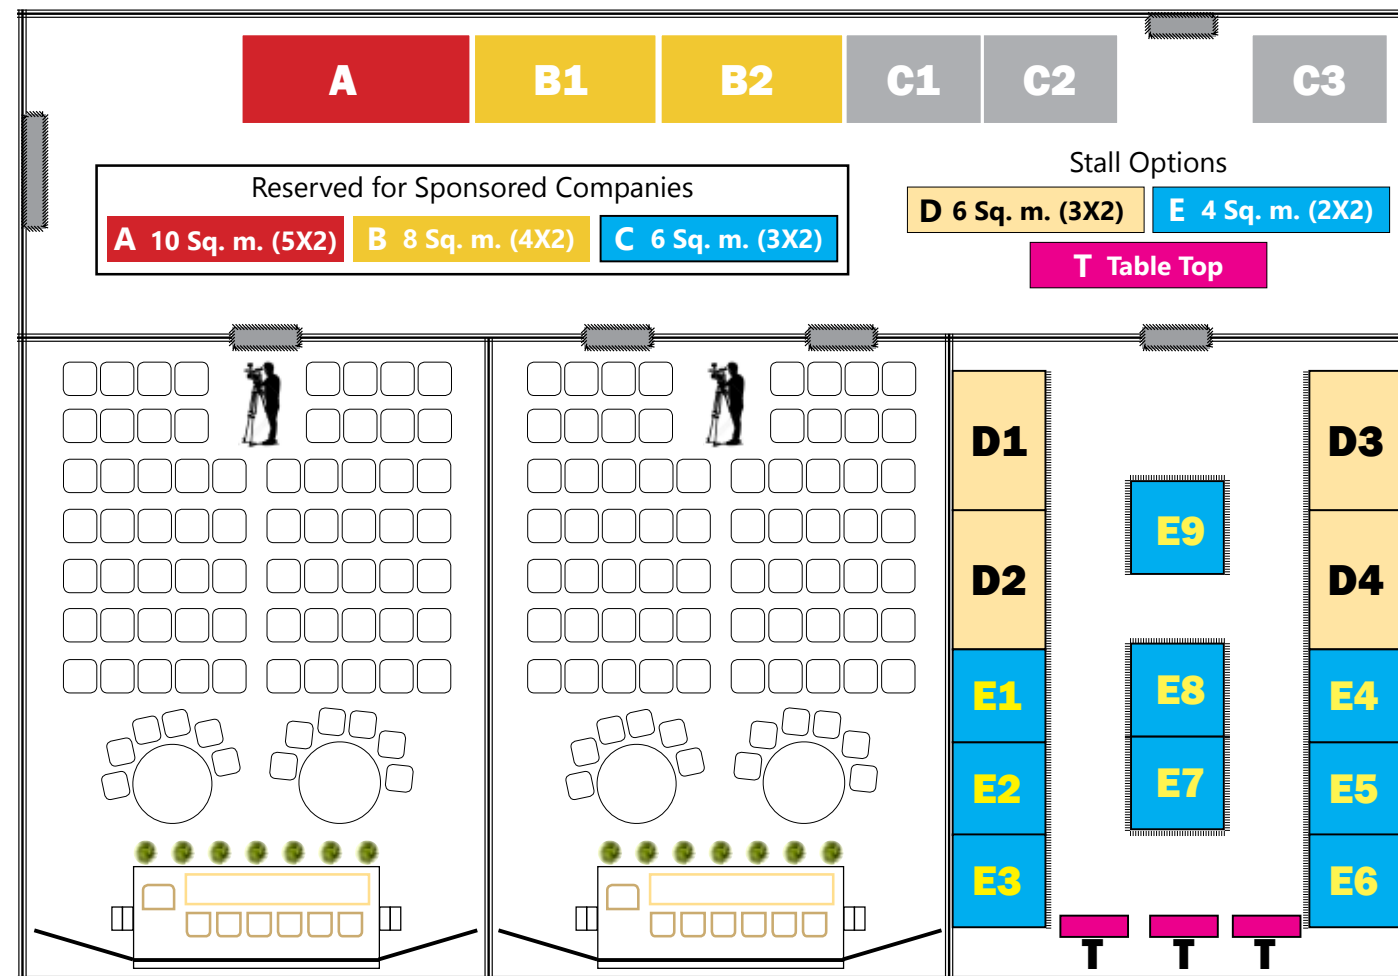 A B1 B2 C1 C2 C3
Reserved for Sponsored Companies
A 10 Sq. m. (5X2) B 8 Sq. m. (4X2) C 6 Sq. m. (3X2)
Stall Options
D 6 Sq. m. (3X2) E 4 Sq. m. (2X2)
T Table Top
D1 D3
E9
D2 D4
E1 E8 E4
E2 E7 E5
E3 E6
T T T